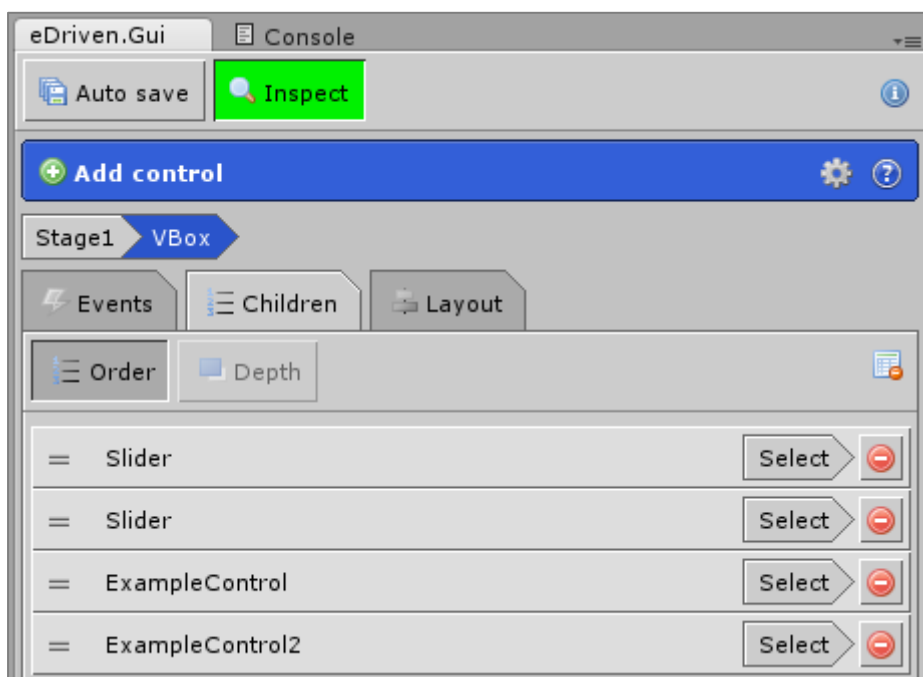 eDriven.Gui Console
Auto save Inspect
Add control
Stage1 VBox
Events Children Layout
Order Depth
Slider Select
Slider Select
ExampleControl Select
ExampleControl2 Select